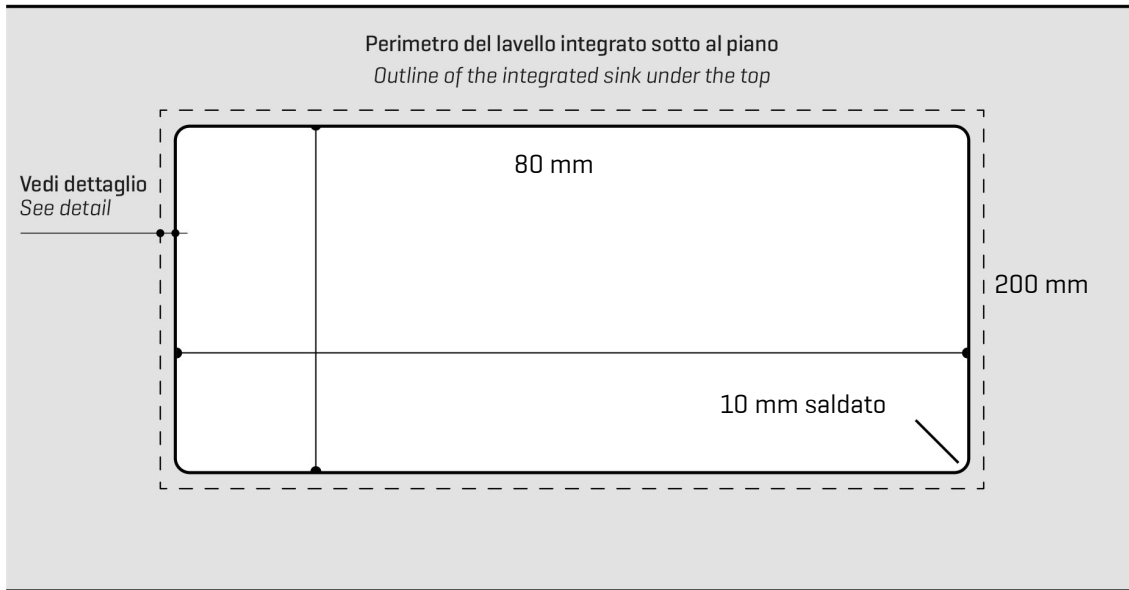 Perimetro del lavello integrato sotto al piano
Outline of the integrated sink under the top
80 mm
Vedi dettaglio
See detail
200 mm
10 mm saldato